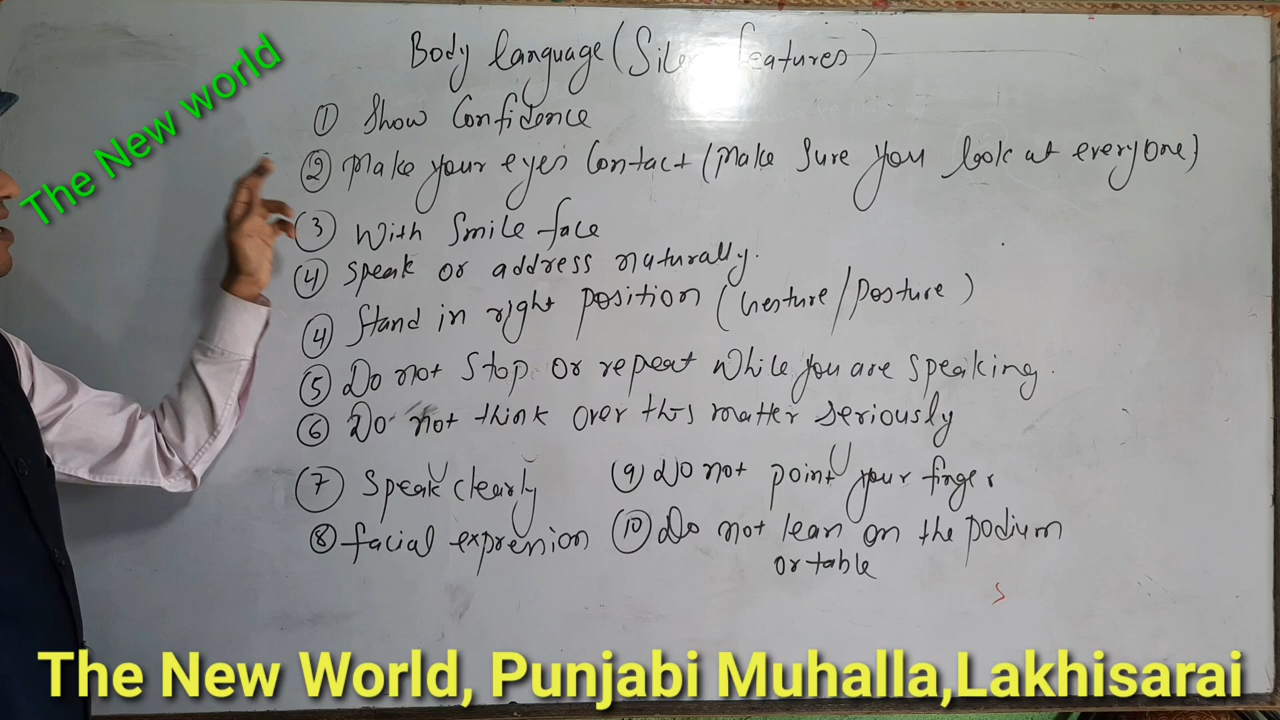 The New world
Body language (Features)
① Show Confidence
② Make your eye's Contact (Make Sure you look at everyone)
③ With Smile face
④ Speak or address naturally.
④ Stand in right position (Gesture/Posture)
⑤ Do not Stop or repeat While you are speaking.
⑥ Do not think over this matter seriously
⑦ Speak clearly
⑧ facial expresion
⑨ Do not point your finger
⑩ Do not lean on the podium
or table
The New World, Punjabi Muhalla,Lakhisarai